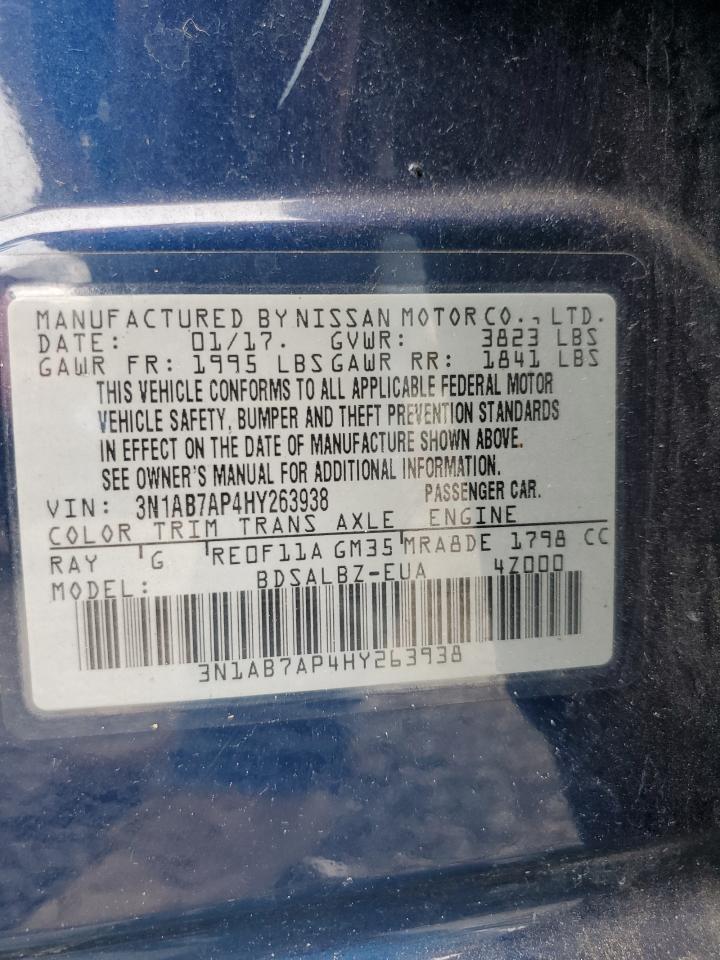 MANUFACTURED BY NISSAN MOTOR CO., LTD.
DATE: 01/17. GVWR: 3823 LBS
GAWR FR: 1995 LBS GAWR RR: 1841 LBS
THIS VEHICLE CONFORMS TO ALL APPLICABLE FEDERAL MOTOR
VEHICLE SAFETY, BUMPER AND THEFT PREVENTION STANDARDS
IN EFFECT ON THE DATE OF MANUFACTURE SHOWN ABOVE.
SEE OWNER'S MANUAL FOR ADDITIONAL INFORMATION.
VIN: 3N1AB7AP4HY263938 PASSENGER CAR.
COLOR TRIM TRANS AXLE ENGINE
RAY G RE0F11A GM35 MRA8DE 1798 CC
MODEL: BDSALBZ-EUA 4Z000
3N1AB7AP4HY263938